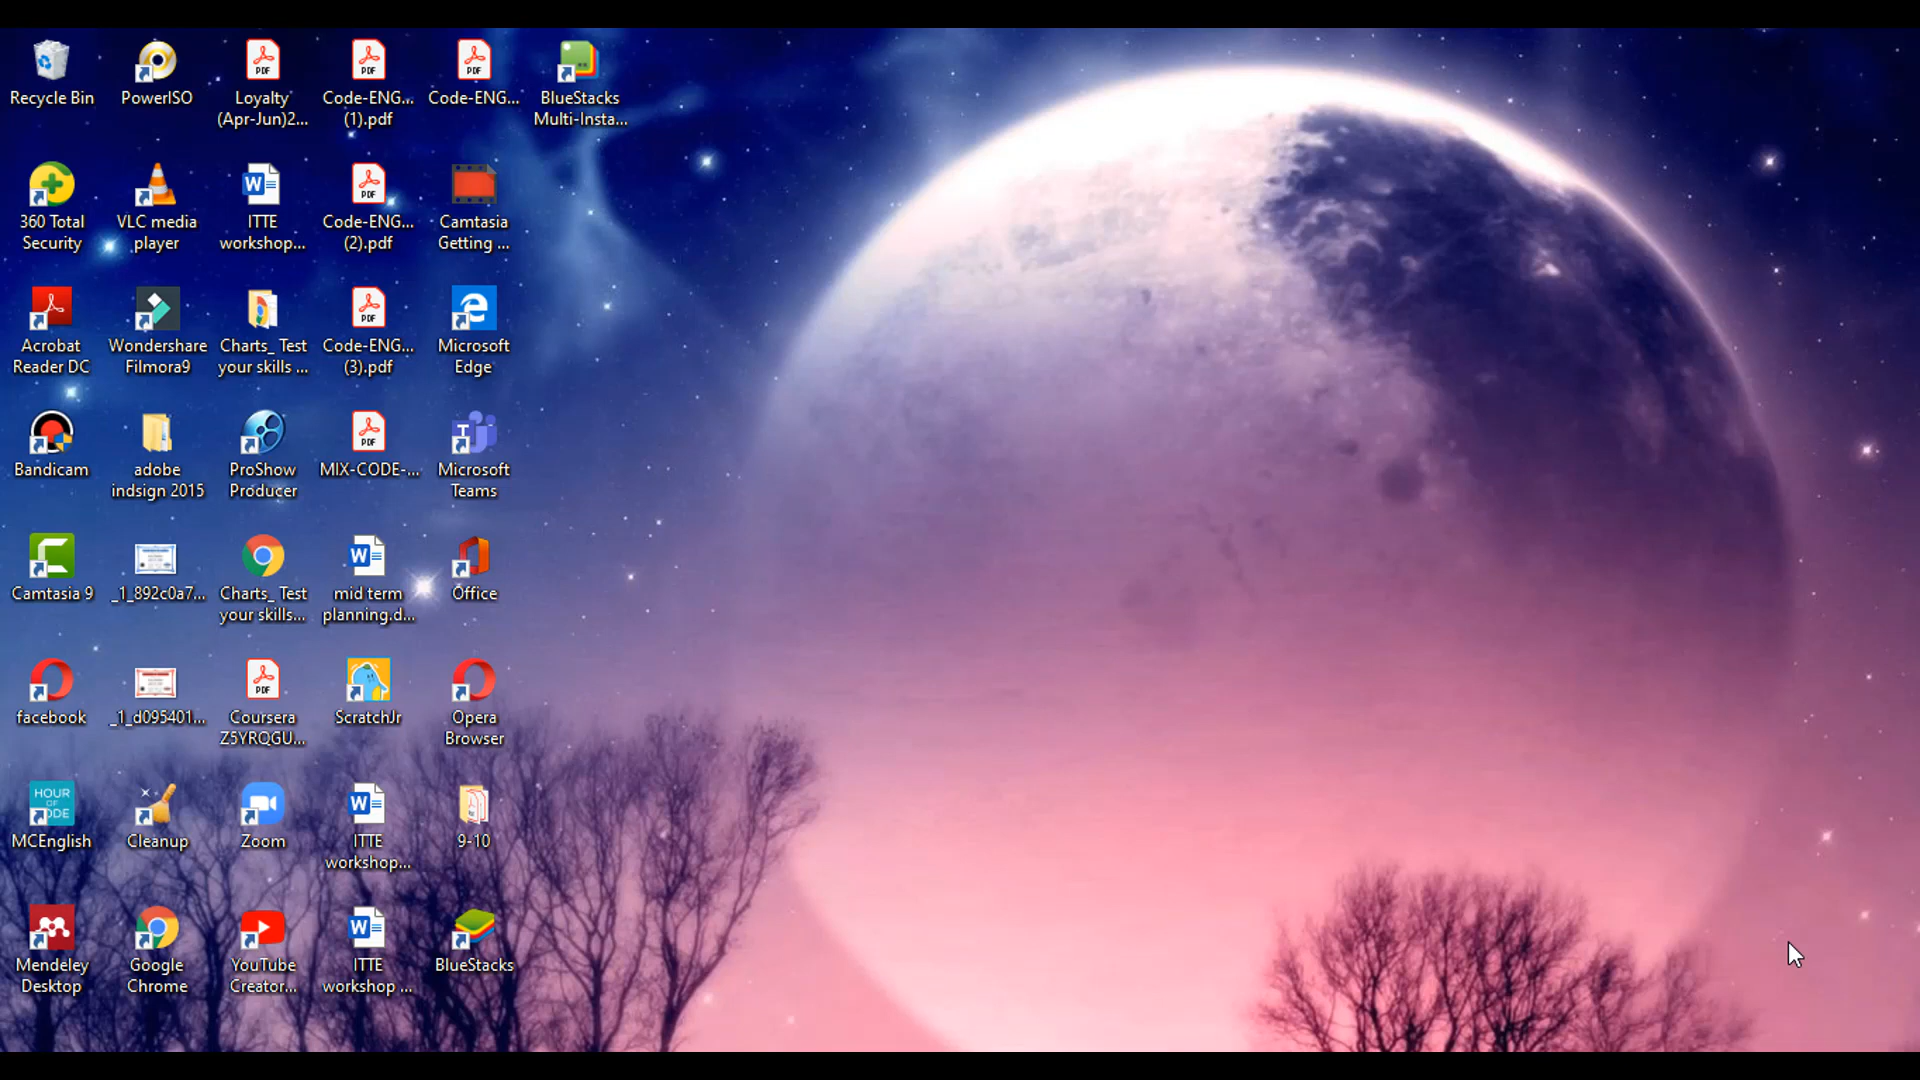 Recycle Bin
PowerISO
Loyalty
(Apr-Jun)2...
Code-ENG...
(1).pdf
Code-ENG...
BlueStacks
Multi-Insta...
360 Total
Security
VLC media
player
ITTE
workshop...
Code-ENG...
(2).pdf
Camtasia
Getting ...
Acrobat
Reader DC
Wondershare
Filmora9
Charts_ Test
your skills ...
Code-ENG...
(3).pdf
Microsoft
Edge
Bandicam
adobe
indsign 2015
ProShow
Producer
MIX-CODE-...
Microsoft
Teams
Camtasia 9
_1_892c0a7...
Charts_ Test
your skills...
mid term
planning.d...
Office
facebook
_1_d095401...
Coursera
Z5YRQGU...
ScratchJr
Opera
Browser
HOUR
OF
CODE
MCEnglish
Cleanup
Zoom
ITTE
workshop...
9-10
Mendeley
Desktop
Google
Chrome
YouTube
Creator...
ITTE
workshop ...
BlueStacks